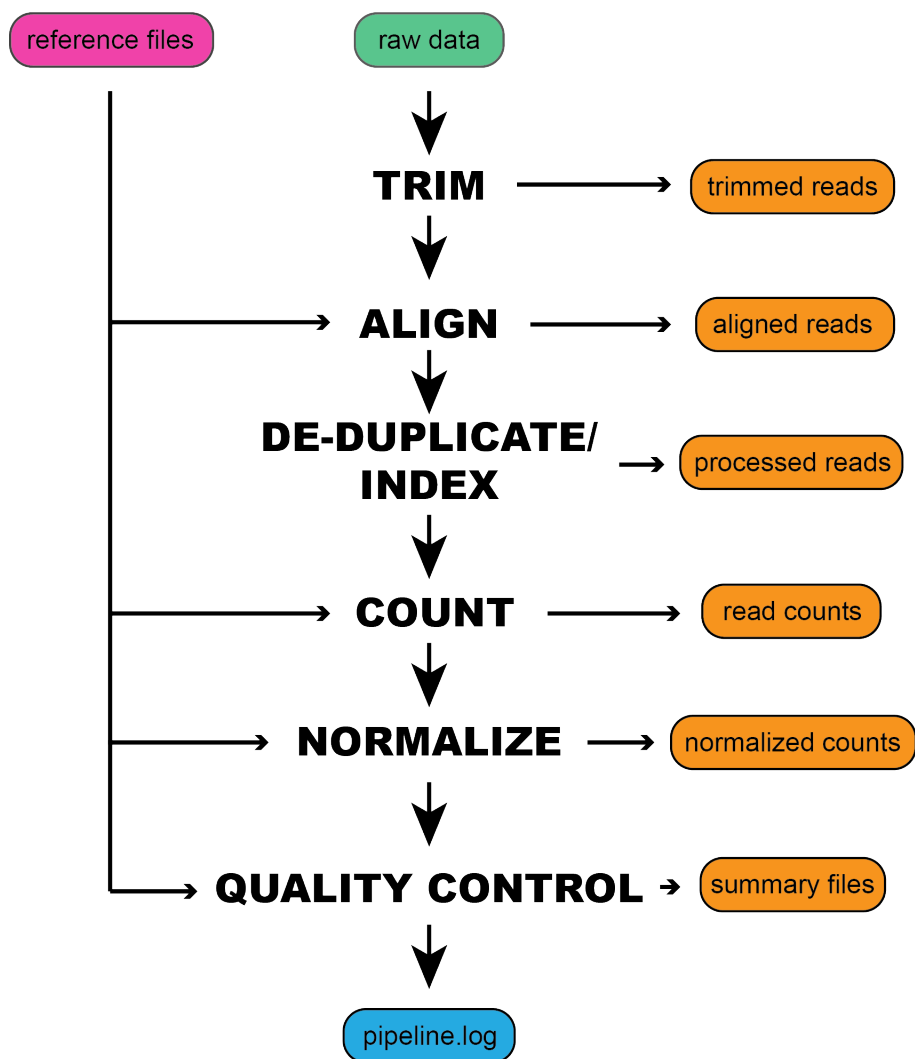 reference files
raw data
TRIM
trimmed reads
ALIGN
aligned reads
DE-DUPLICATE/
INDEX
processed reads
COUNT
read counts
NORMALIZE
normalized counts
QUALITY CONTROL
summary files
pipeline.log